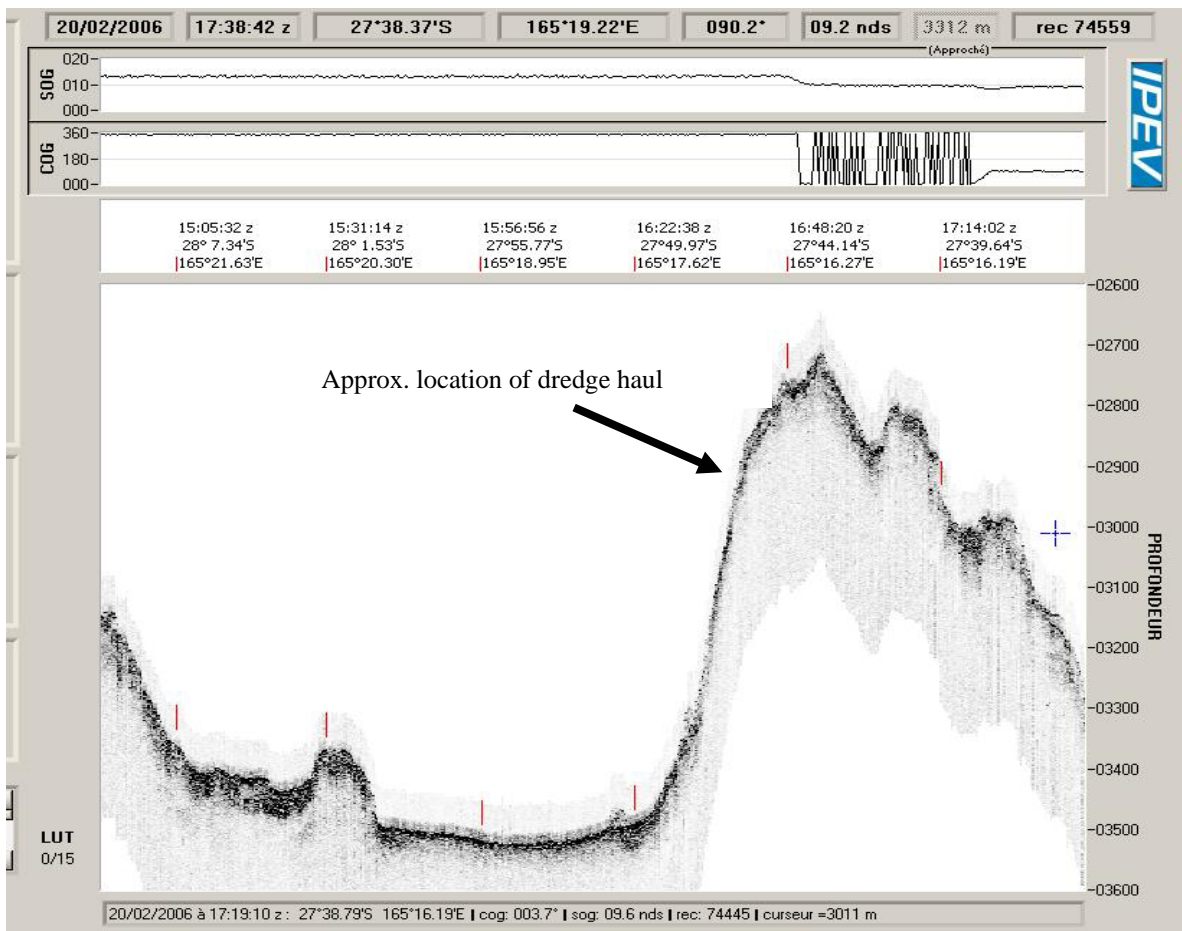 20/02/2006 17:38:42 z 27°38.37'S 165°19.22'E 090.2° 09.2 nds 3312 m rec 74559
(Approché)
SOG
020
010
000
COG
360
180
000
IPEV
15:05:32 z 15:31:14 z 15:56:56 z 16:22:38 z 16:48:20 z 17:14:02 z
28° 7.34'S 28° 1.53'S 27°55.77'S 27°49.97'S 27°44.14'S 27°39.64'S
165°21.63'E 165°20.30'E 165°18.95'E 165°17.62'E 165°16.27'E 165°16.19'E
-02600
-02700
Approx. location of dredge haul
-02800
-02900
-03000
-03100
-03200
-03300
-03400
-03500
-03600
PROFONDEUR
LUT
0/15
20/02/2006 à 17:19:10 z : 27°38.79'S 165°16.19'E | cog: 003.7° | sog: 09.6 nds | rec: 74445 | curseur =3011 m